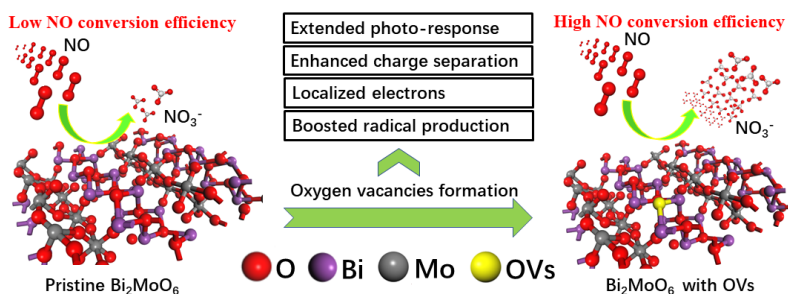 Low NO conversion efficiency
NO
NO₃⁻
Pristine Bi₂MoO₆
Extended photo-response
Enhanced charge separation
Localized electrons
Boosted radical production
Oxygen vacancies formation
O Bi Mo OVs
High NO conversion efficiency
NO
NO₃⁻
Bi₂MoO₆ with OVs